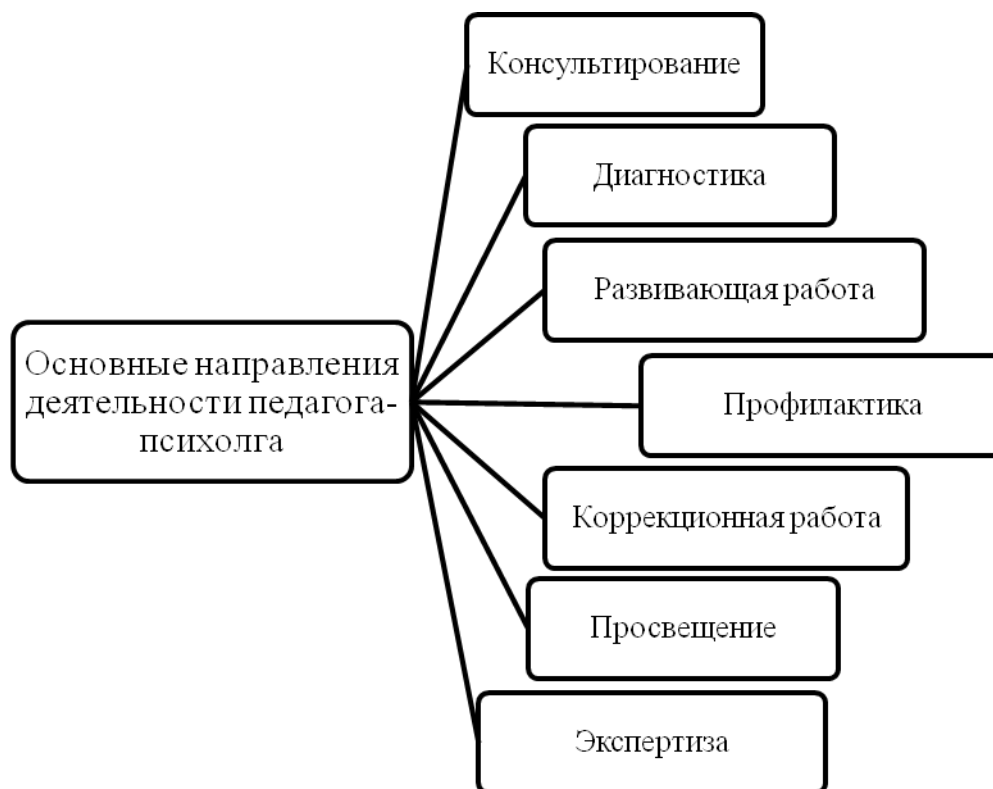 Консультирование
Диагностика
Развивающая работа
Основные направления
деятельности педагога-
психолга
Профилактика
Коррекционная работа
Просвещение
Экспертиза